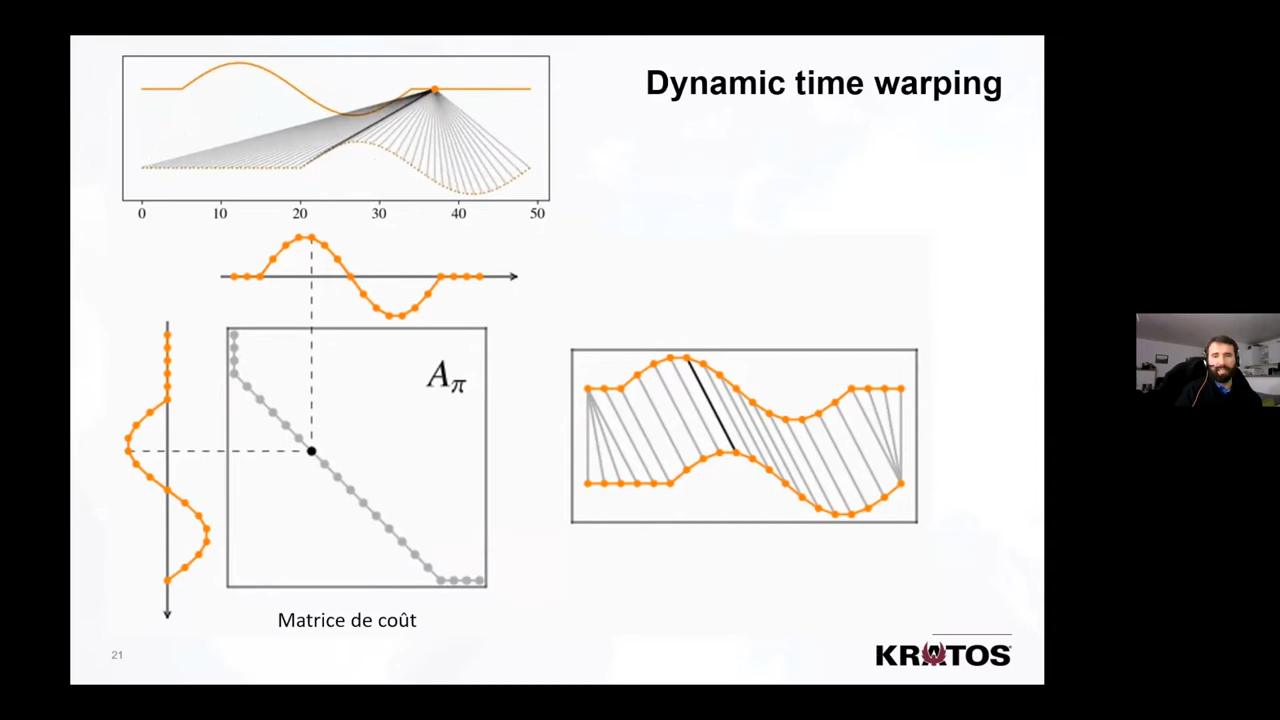 Dynamic time warping
0 10 20 30 40 50
Aπ
Matrice de coût
21
KRATOS